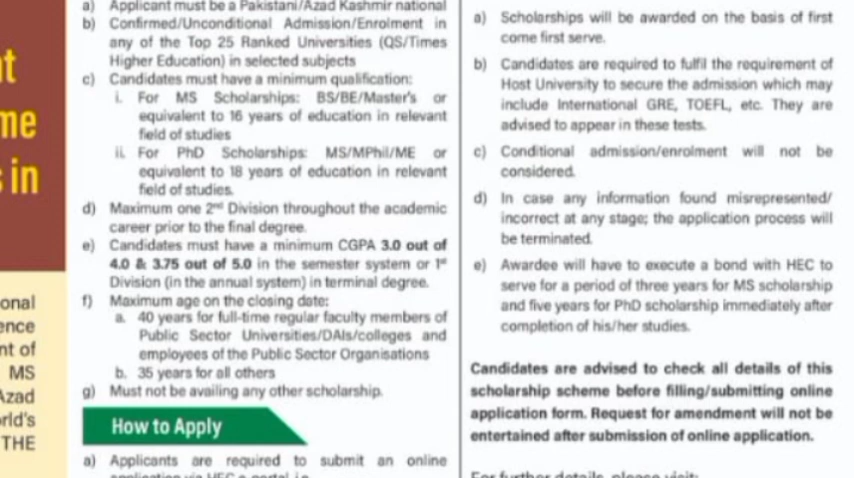 t
me
s in
onal
ence
nt of
MS
Azad
orld's
THE
a) Applicant must be a Pakistani/Azad Kashmir national
b) Confirmed/Unconditional Admission/Enrolment in
any of the Top 25 Ranked Universities (QS/Times
Higher Education) in selected subjects
c) Candidates must have a minimum qualification:
i. For MS Scholarships: BS/BE/Master's or
equivalent to 16 years of education in relevant
field of studies
ii. For PhD Scholarships: MS/MPhil/ME or
equivalent to 18 years of education in relevant
field of studies.
d) Maximum one 2nd Division throughout the academic
career prior to the final degree.
e) Candidates must have a minimum CGPA 3.0 out of
4.0 & 3.75 out of 5.0 in the semester system or 1st
Division (in the annual system) in terminal degree.
f) Maximum age on the closing date:
a. 40 years for full-time regular faculty members of
Public Sector Universities/DAIs/colleges and
employees of the Public Sector Organisations
b. 35 years for all others
g) Must not be availing any other scholarship.
How to Apply
a) Applicants are required to submit an online
application via HEC e-portal i.e.
a) Scholarships will be awarded on the basis of first
come first serve.
b) Candidates are required to fulfil the requirement of
Host University to secure the admission which may
include International GRE, TOEFL, etc. They are
advised to appear in these tests.
c) Conditional admission/enrolment will not be
considered.
d) In case any information found misrepresented/
incorrect at any stage; the application process will
be terminated.
e) Awardee will have to execute a bond with HEC to
serve for a period of three years for MS scholarship
and five years for PhD scholarship immediately after
completion of his/her studies.
Candidates are advised to check all details of this
scholarship scheme before filling/submitting online
application form. Request for amendment will not be
entertained after submission of online application.
For further details, please visit: